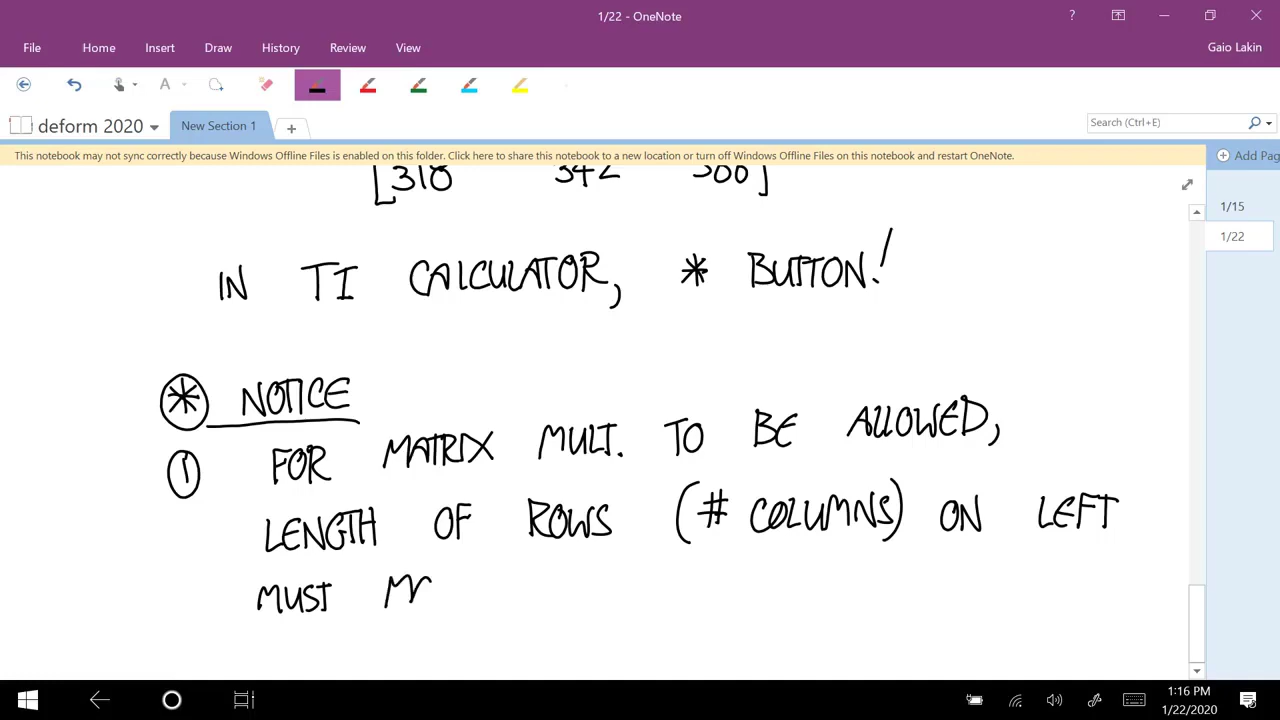 1/22 - OneNote
?
File Home Insert Draw History Review View
Gaio Lakin
A
deform 2020
New Section 1
+
Search (Ctrl+E)
This notebook may not sync correctly because Windows Offline Files is enabled on this folder. Click here to share this notebook to a new location or turn off Windows Offline Files on this notebook and restart OneNote.
Add Pag
1/15
1/22
[318 342 366]
IN TI CALCULATOR, * BUTTON!
* NOTICE
① FOR MATRIX MULT. TO BE ALLOWED,
LENGTH OF ROWS (# COLUMNS) ON LEFT
MUST M
1:16 PM
1/22/2020